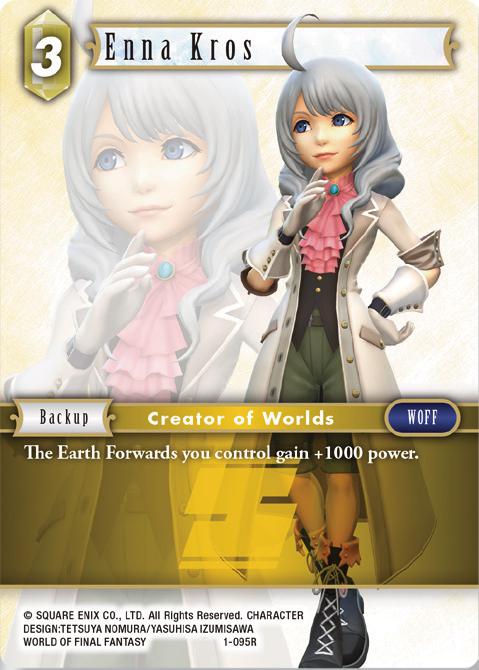 3
Enna Kros
Backup
Creator of Worlds
WOFF
The Earth Forwards you control gain +1000 power.
© SQUARE ENIX CO., LTD. All Rights Reserved. CHARACTER
DESIGN:TETSUYA NOMURA/YASUHISA IZUMISAWA
WORLD OF FINAL FANTASY 1-095R